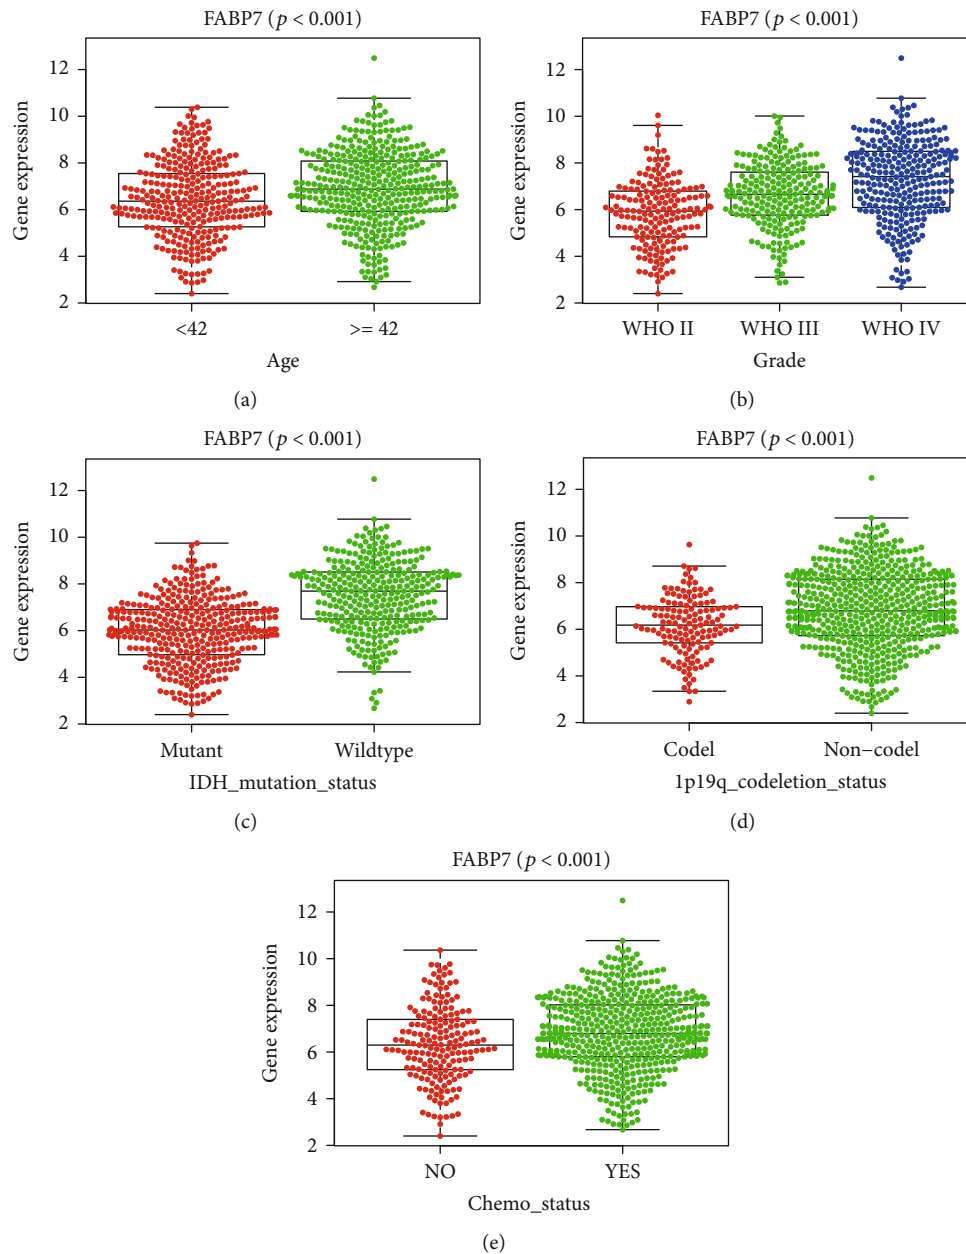 FABP7 (p < 0.001)
Gene expression
12
10
8
6
4
2
<42
>= 42
Age
(a)
FABP7 (p < 0.001)
Gene expression
12
10
8
6
4
2
WHO II
WHO III
WHO IV
Grade
(b)
FABP7 (p < 0.001)
Gene expression
12
10
8
6
4
2
Mutant
Wildtype
IDH_mutation_status
(c)
FABP7 (p < 0.001)
Gene expression
12
10
8
6
4
2
Codel
Non−codel
1p19q_codeletion_status
(d)
FABP7 (p < 0.001)
Gene expression
12
10
8
6
4
2
NO
YES
Chemo_status
(e)